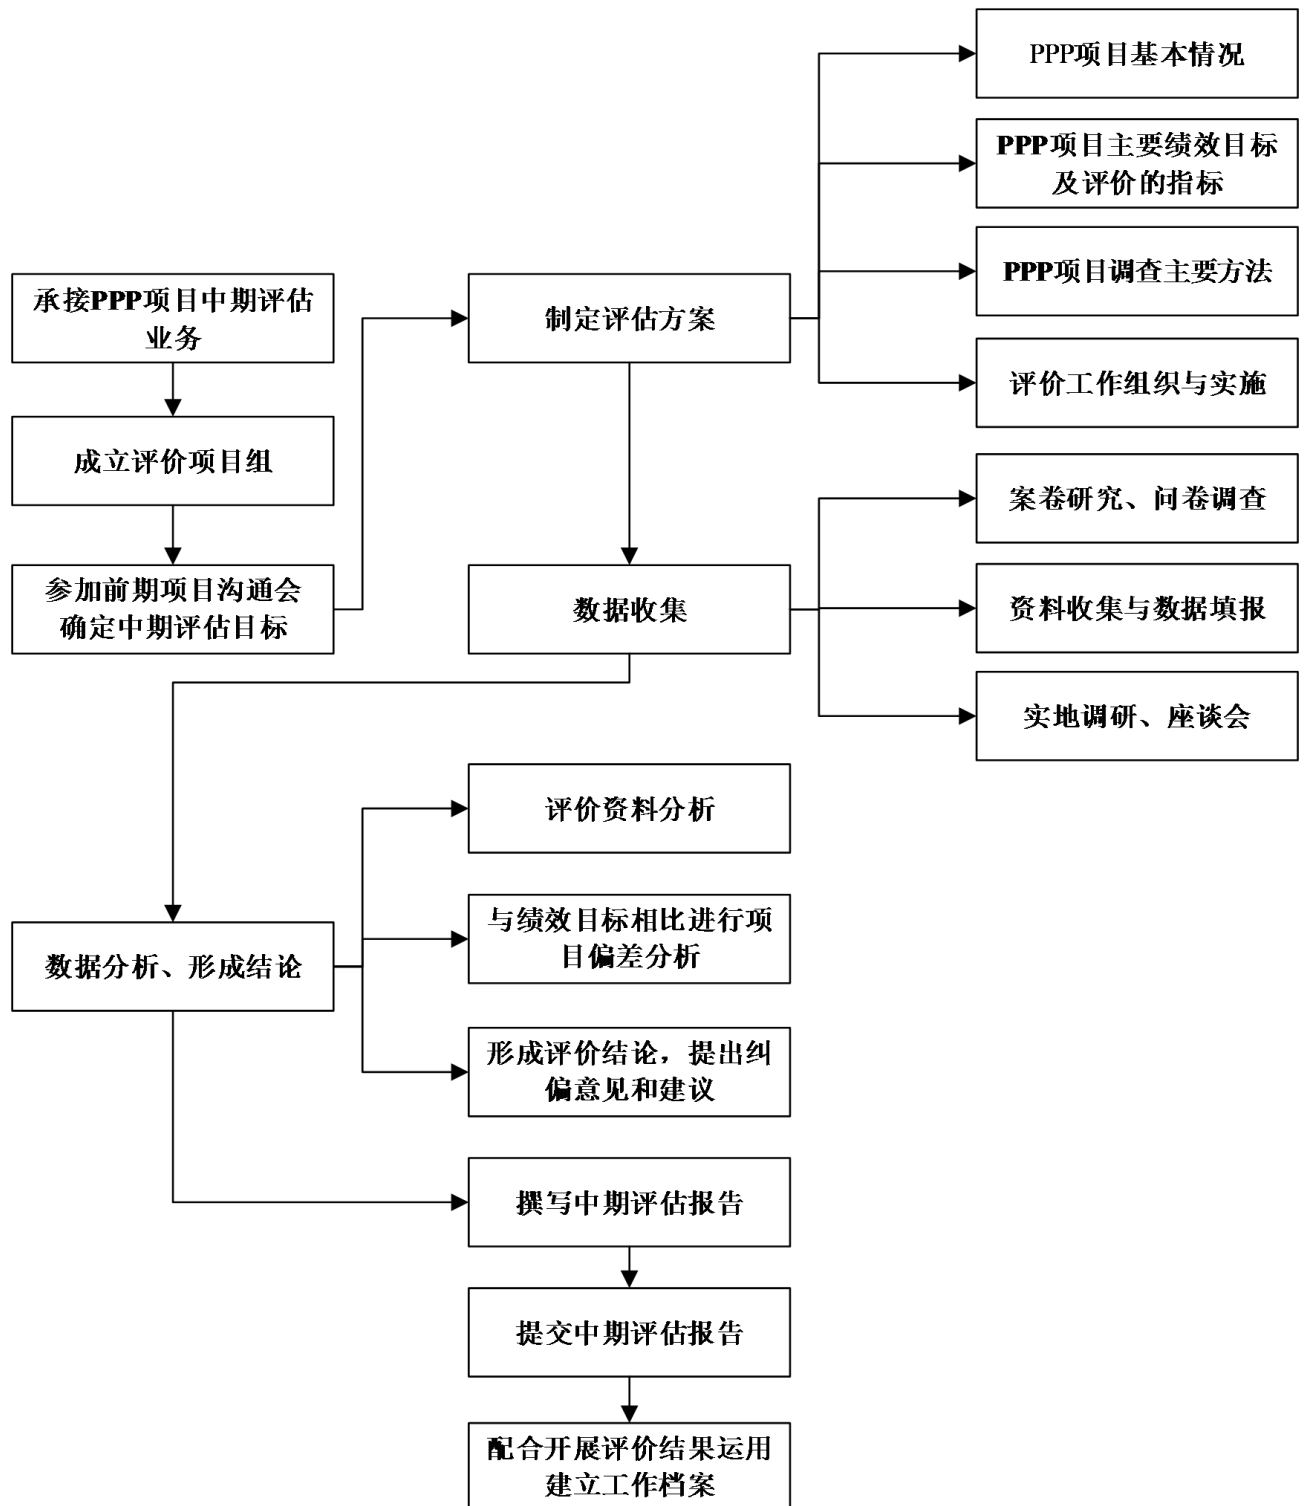 PPP项目基本情况
PPP项目主要绩效目标
及评价的指标
PPP项目调查主要方法
承接PPP项目中期评估
业务
制定评估方案
评价工作组织与实施
成立评价项目组
案卷研究、问卷调查
参加前期项目沟通会
确定中期评估目标
数据收集
资料收集与数据填报
实地调研、座谈会
评价资料分析
与绩效目标相比进行项
目偏差分析
数据分析、形成结论
形成评价结论，提出纠
偏意见和建议
撰写中期评估报告
提交中期评估报告
配合开展评价结果运用
建立工作档案